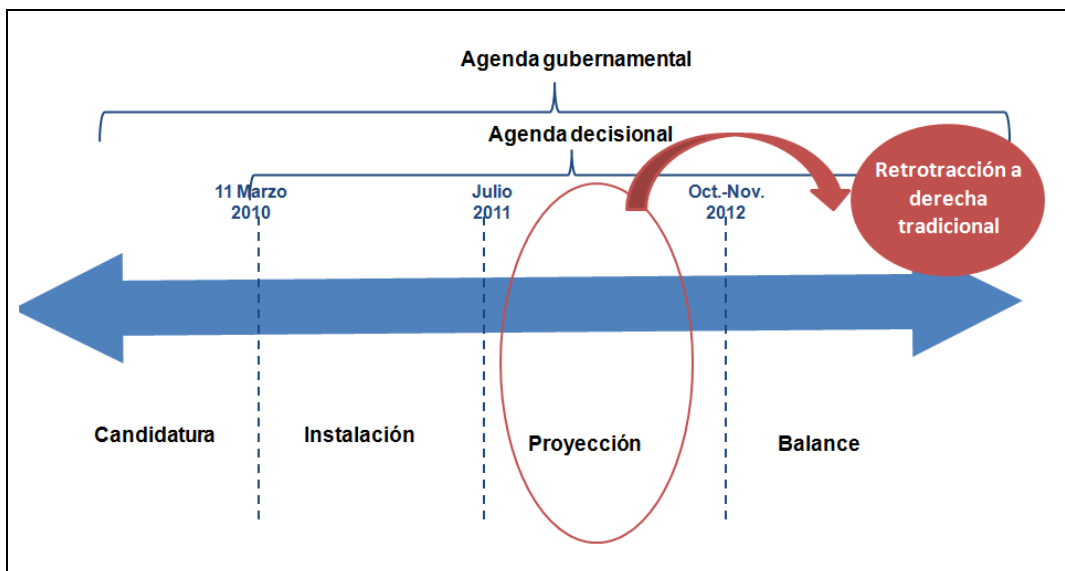 Agenda gubernamental
Agenda decisional
11 Marzo
2010
Julio
2011
Oct.-Nov.
2012
Retrotracción a
derecha
tradicional
Candidatura
Instalación
Proyección
Balance